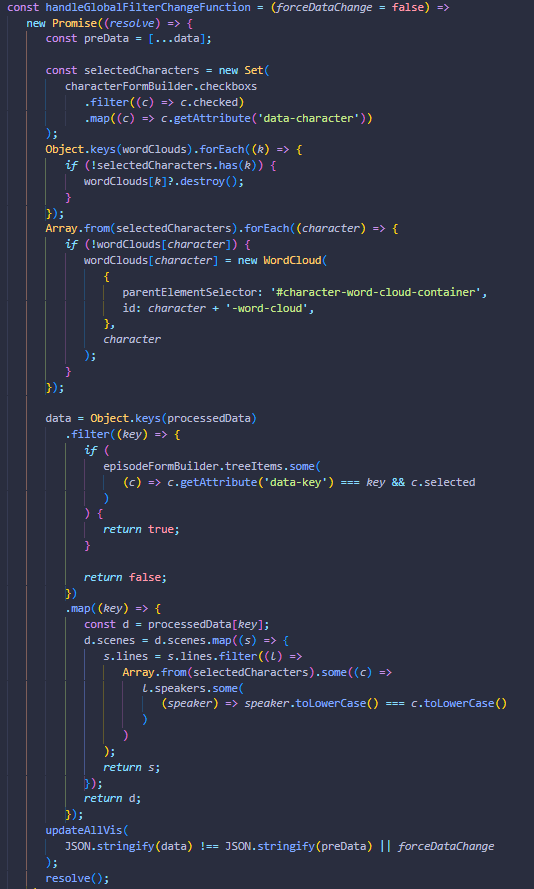 const handleGlobalFilterChangeFunction = (forceDataChange = false) =>
new Promise((resolve) => {
const preData = [...data];
const selectedCharacters = new Set(
characterFormBuilder.checkboxs
.filter((c) => c.checked)
.map((c) => c.getAttribute('data-character'))
);
Object.keys(wordClouds).forEach((k) => {
if (!selectedCharacters.has(k)) {
wordClouds[k]?.destroy();
}
});
Array.from(selectedCharacters).forEach((character) => {
if (!wordClouds[character]) {
wordClouds[character] = new WordCloud(
{
parentElementSelector: '#character-word-cloud-container',
id: character + '-word-cloud',
},
character
);
}
});
data = Object.keys(processedData)
.filter((key) => {
if (
episodeFormBuilder.treeItems.some(
(c) => c.getAttribute('data-key') === key && c.selected
)
) {
return true;
}
return false;
})
.map((key) => {
const d = processedData[key];
d.scenes = d.scenes.map((s) => {
s.lines = s.lines.filter((l) =>
Array.from(selectedCharacters).some((c) =>
l.speakers.some(
(speaker) => speaker.toLowerCase() === c.toLowerCase()
)
)
);
return s;
});
return d;
});
updateAllVis(
JSON.stringify(data) !== JSON.stringify(preData) || forceDataChange
);
resolve();